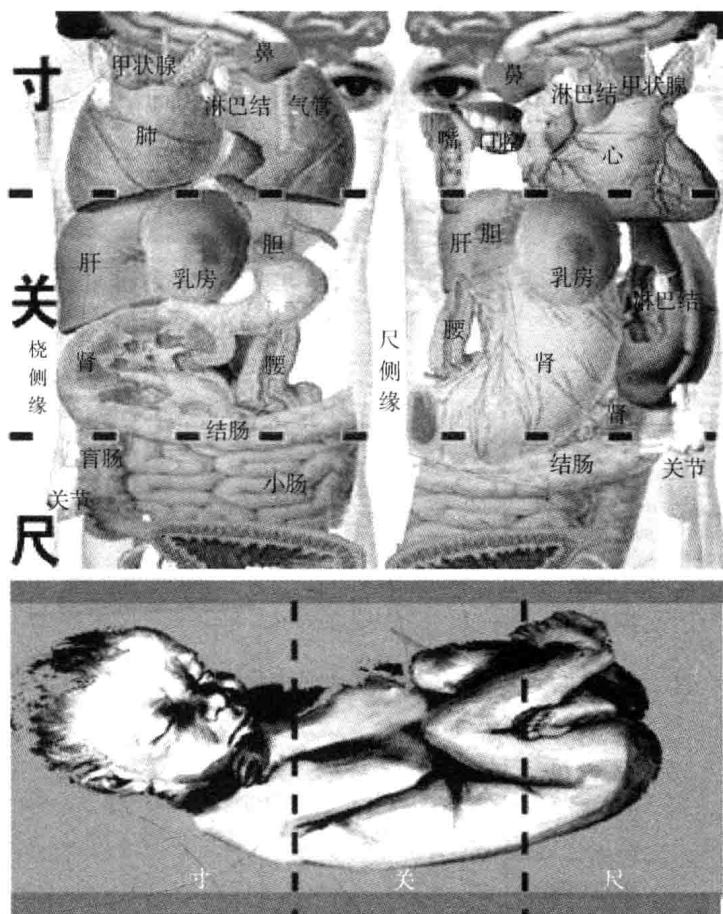 寸
甲状腺
鼻
淋巴结
气管
肺
鼻
淋巴结
甲状腺
嘴
口腔
心
关
肝
乳房
胆
肝
胆
乳房
淋巴结
桡侧缘
肾
腰
尺侧缘
腰
肾
肾
结肠
盲肠
小肠
关节
结肠
关节
尺
寸
关
尺